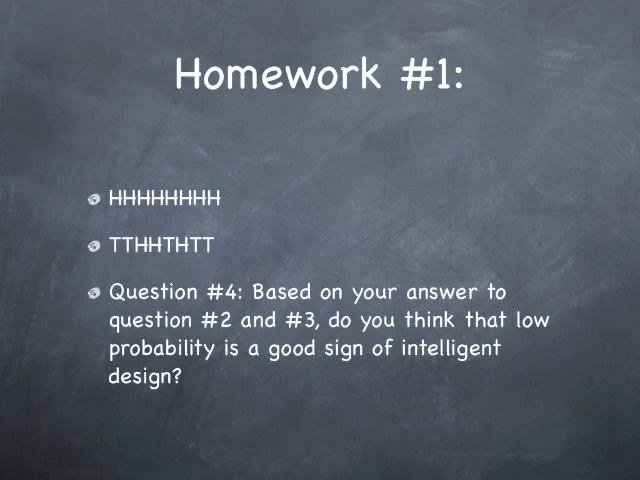 Homework #1:
HHHHHHHH
TTHHTHTT
Question #4: Based on your answer to
question #2 and #3, do you think that low
probability is a good sign of intelligent
design?